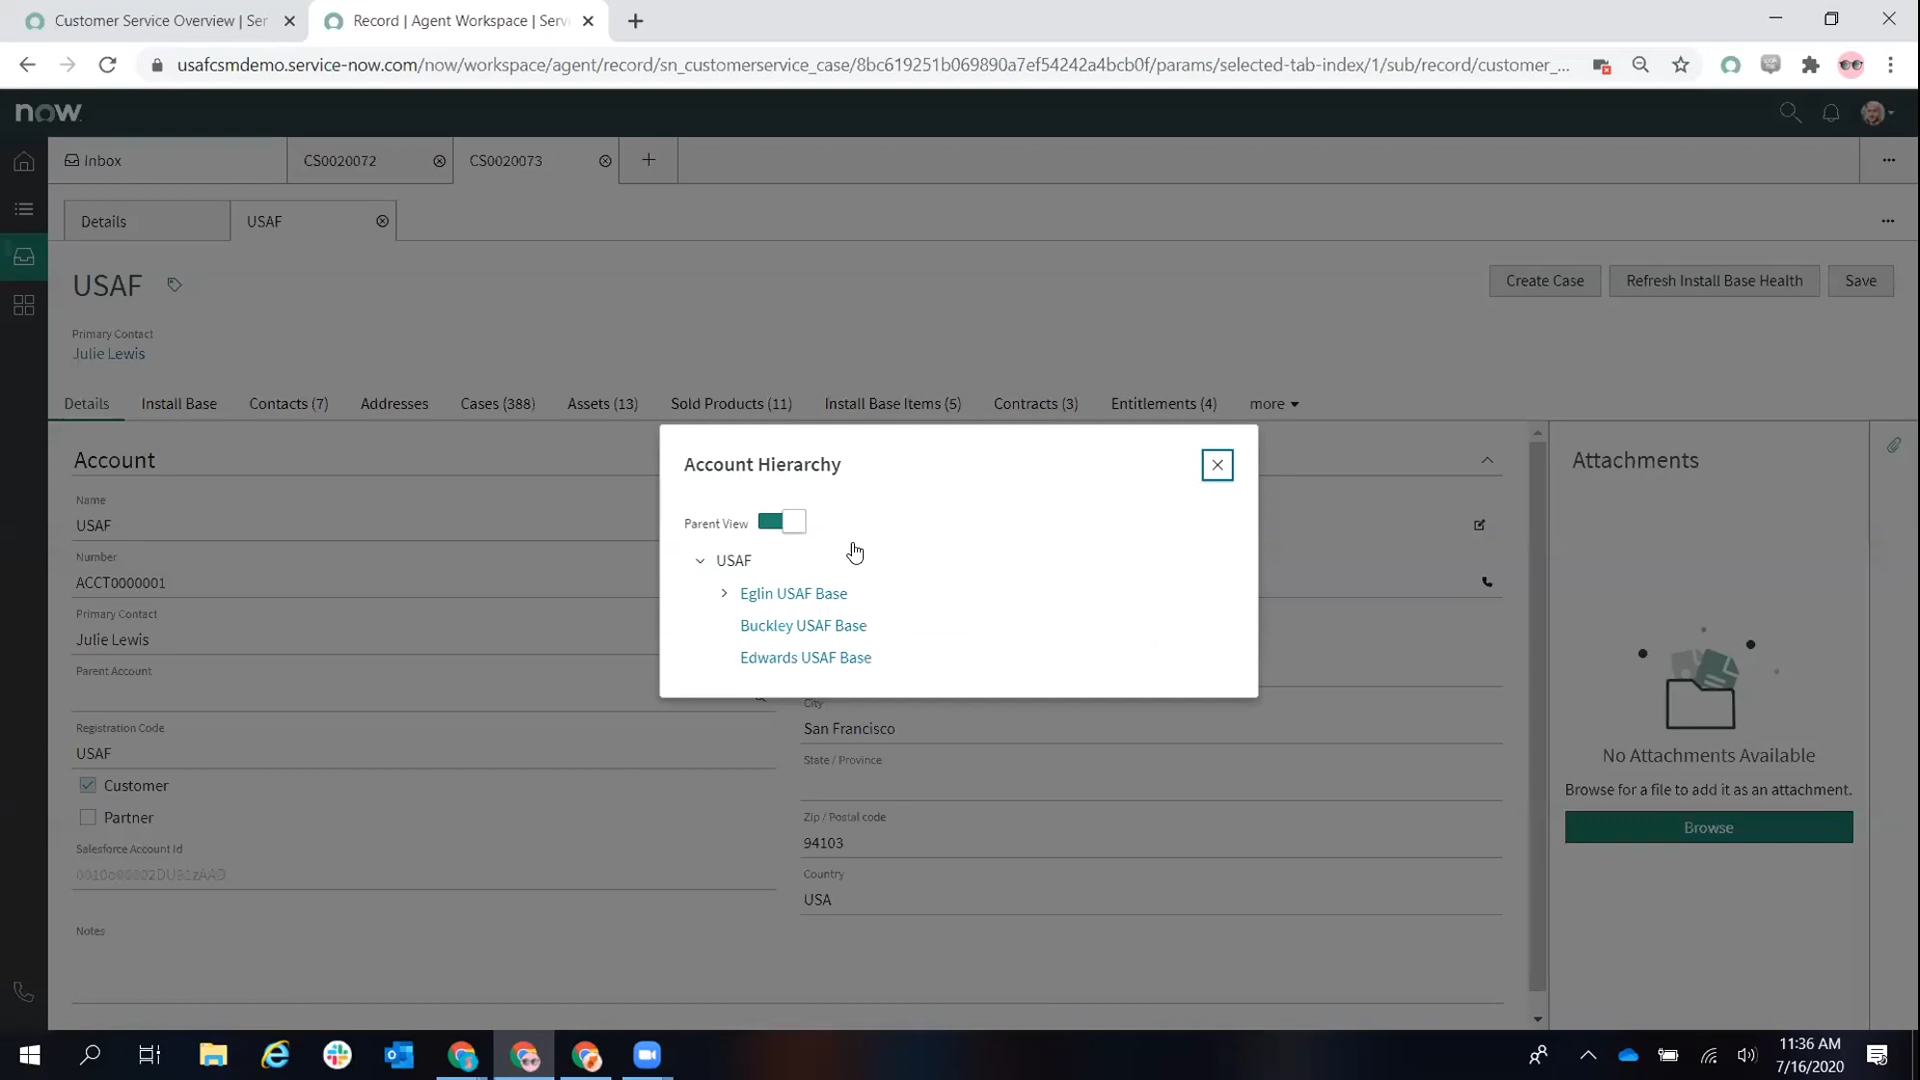 Customer Service Overview | Ser
Record | Agent Workspace | Servi
usafcsmdemo.service-now.com/now/workspace/agent/record/sn_customerservice_case/8bc619251b069890a7ef54242a4bcb0f/params/selected-tab-index/1/sub/record/customer_...
now
Inbox
CS0020072
CS0020073
Details
USAF
USAF
Create Case
Refresh Install Base Health
Save
Primary Contact
Julie Lewis
Details
Install Base
Contacts (7)
Addresses
Cases (388)
Assets (13)
Sold Products (11)
Install Base Items (5)
Contracts (3)
Entitlements (4)
more
Account
Name
USAF
Number
ACCT0000001
Primary Contact
Julie Lewis
Parent Account
Registration Code
USAF
Customer
Partner
Salesforce Account Id
Notes
Account Hierarchy
Parent View
USAF
Eglin USAF Base
Buckley USAF Base
Edwards USAF Base
City
San Francisco
State / Province
Zip / Postal code
94103
Country
USA
Attachments
No Attachments Available
Browse for a file to add it as an attachment.
Browse
11:36 AM
7/16/2020